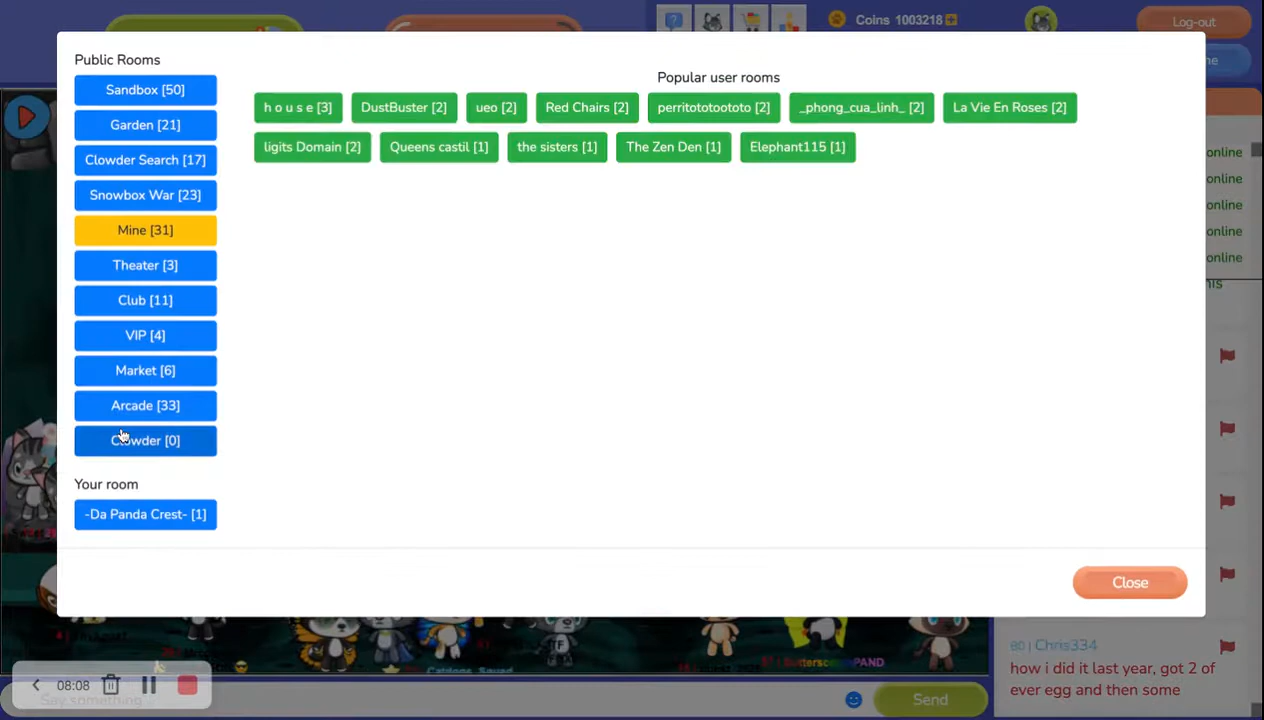 Coins 1003218
Log-out
Public Rooms
Sandbox [50]
Garden [21]
Clowder Search [17]
Snowbox War [23]
Mine [31]
Theater [3]
Club [11]
VIP [4]
Market [6]
Arcade [33]
Clowder [0]
Your room
-Da Panda Crest- [1]
Popular user rooms
h o u s e [3]
DustBuster [2]
ueo [2]
Red Chairs [2]
perritototoototo [2]
_phong_cua_linh_ [2]
La Vie En Roses [2]
ligits Domain [2]
Queens castil [1]
the sisters [1]
The Zen Den [1]
Elephant115 [1]
Close
online
online
online
online
online
80 | Chris334
how i did it last year, got 2 of
ever egg and then some
08:08
Say something
Send